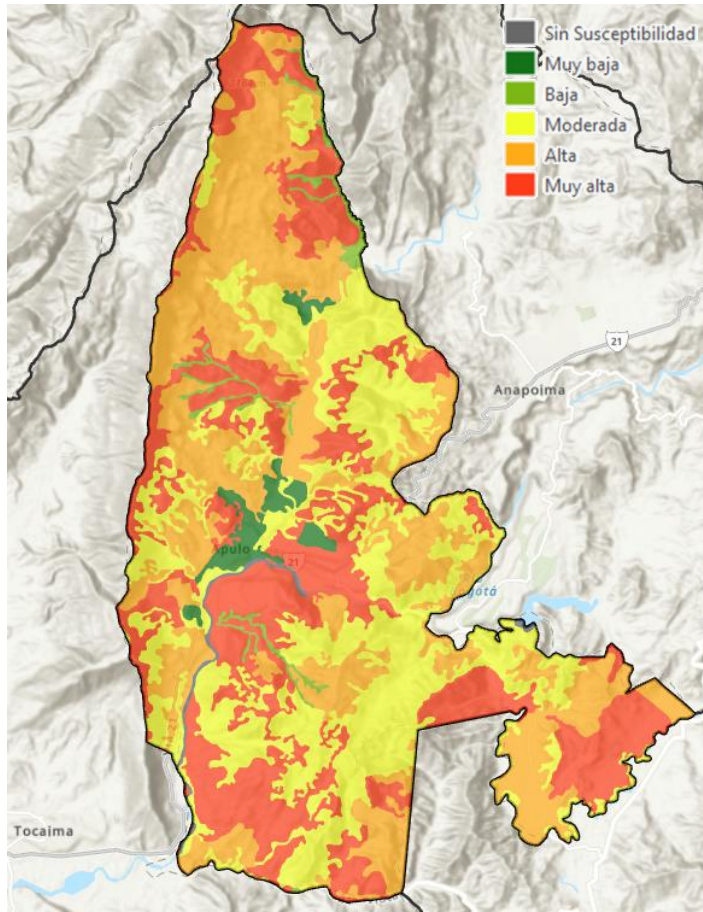 Sin Susceptibilidad
Muy baja
Baja
Moderada
Alta
Muy alta
21
Anapoima
Apulo
21
Tocaima